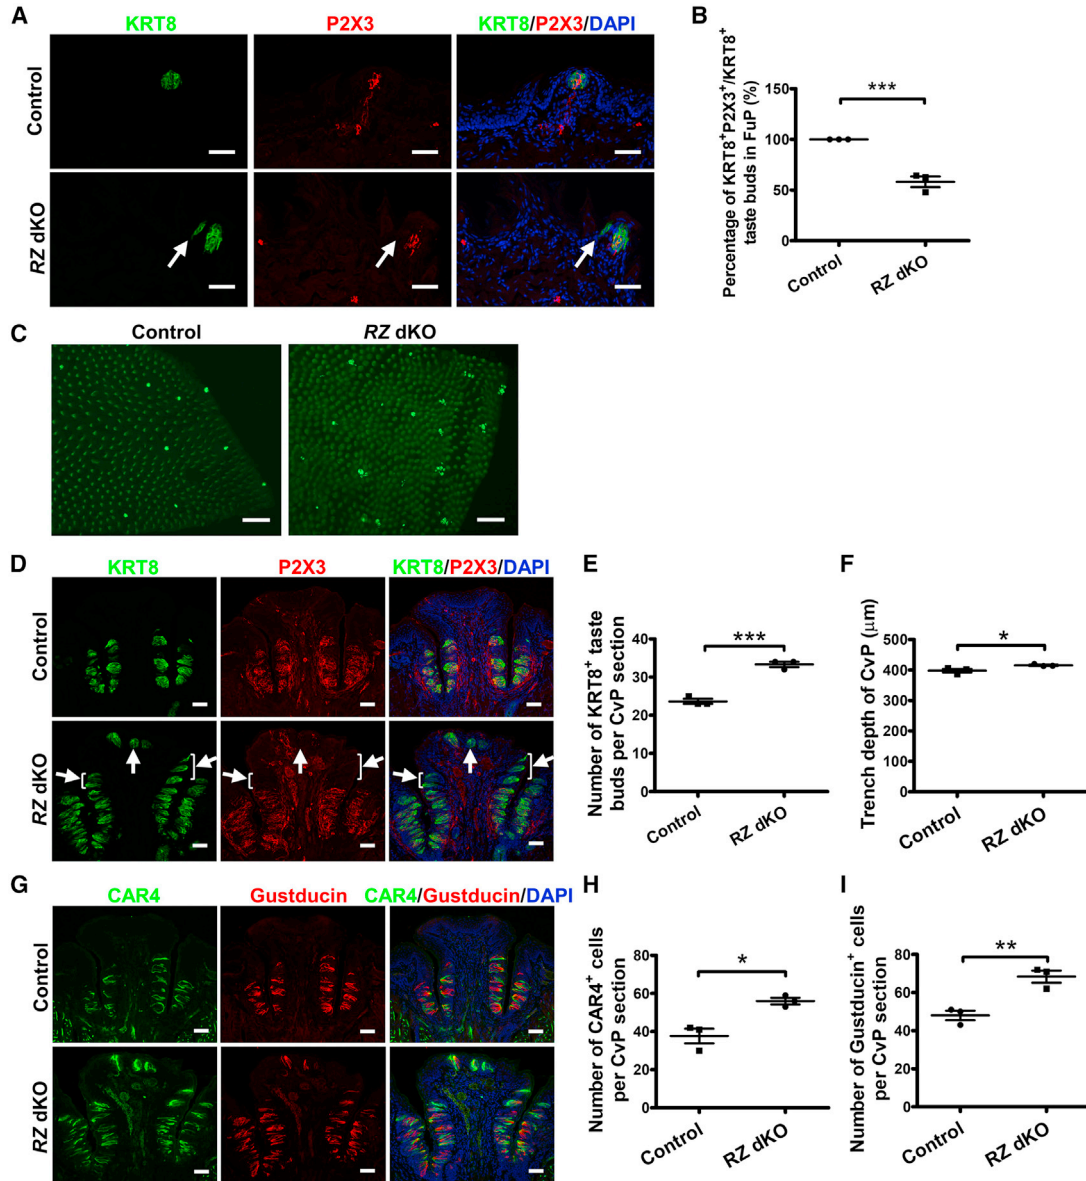 A
KRT8
P2X3
KRT8/P2X3/DAPI
Control
RZ dKO
B
Percentage of KRT8+P2X3+/KRT8+
taste buds in FuP (%)
150
100
50
0
***
Control
RZ dKO
C
Control
RZ dKO
D
KRT8
P2X3
KRT8/P2X3/DAPI
Control
RZ dKO
E
Number of KRT8+ taste
buds per CvP section
40
30
20
10
0
***
Control
RZ dKO
F
Trench depth of CvP (μm)
500
400
300
200
100
0
*
Control
RZ dKO
G
CAR4
Gustducin
CAR4/Gustducin/DAPI
Control
RZ dKO
H
Number of CAR4+ cells
per CvP section
80
60
40
20
0
*
Control
RZ dKO
I
Number of Gustducin+ cells
per CvP section
80
60
40
20
0
**
Control
RZ dKO